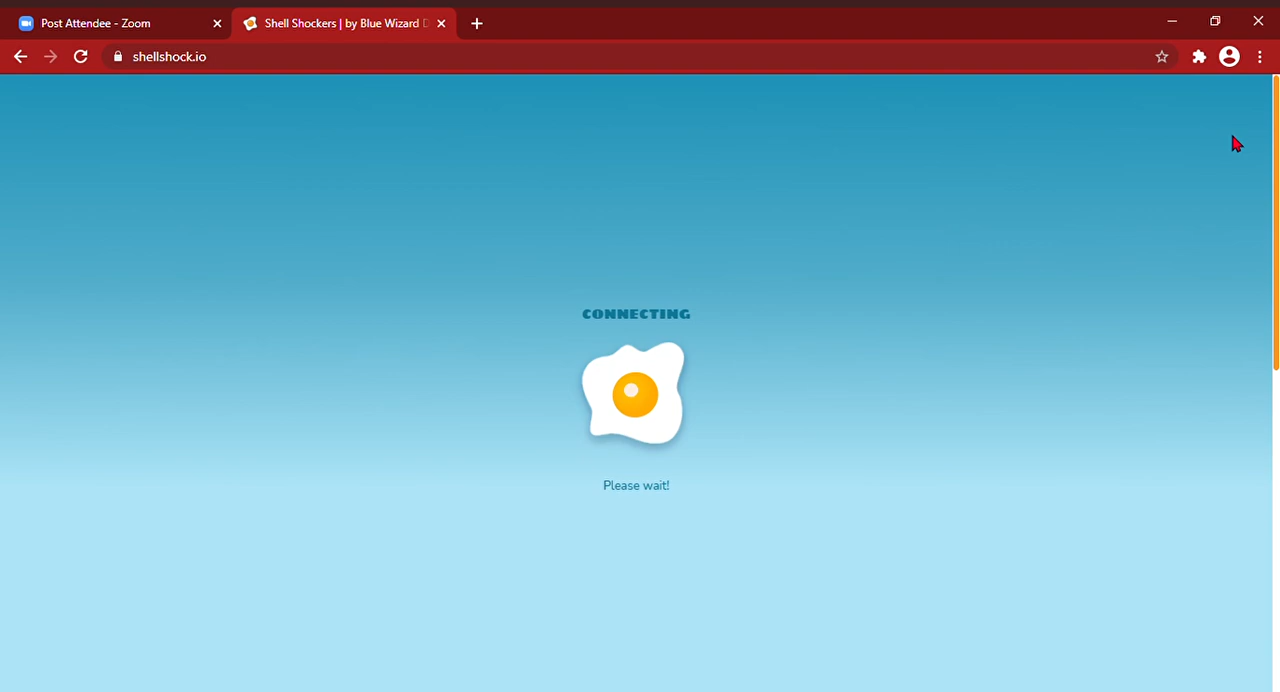 Post Attendee - Zoom
Shell Shockers | by Blue Wizard D
shellshock.io
CONNECTING
Please wait!